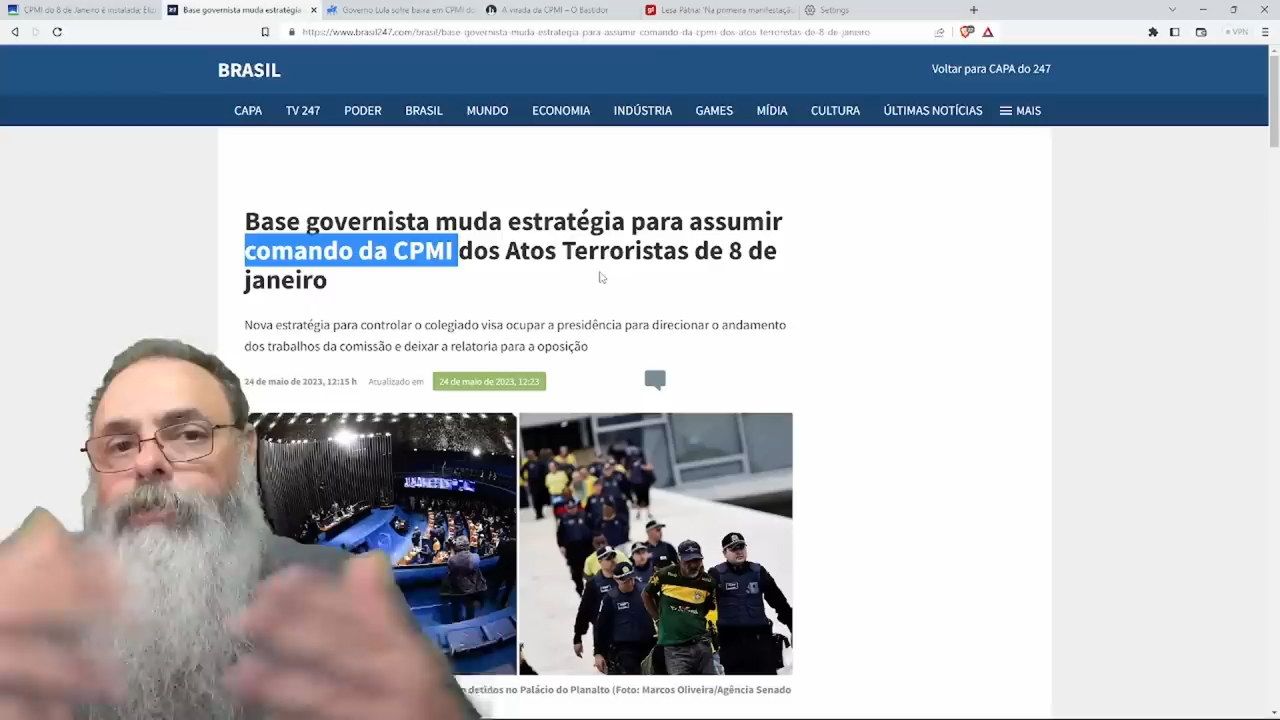 CPMI do 8 de Janeiro é instalada;
Base governista muda estratégia
Governo Lula sofre baixa em CPMI do
A virada da CPMI – O Bastidor
Lesa Pátria: 'Na primeira manifestação
Settings
https://www.brasil247.com/brasil/base-governista-muda-estrategia-para-assumir-comando-da-cpmi-dos-atos-terroristas-de-8-de-janeiro
VPN
BRASIL
Voltar para CAPA do 247
CAPA TV 247 PODER BRASIL MUNDO ECONOMIA INDÚSTRIA GAMES MÍDIA CULTURA ÚLTIMAS NOTÍCIAS MAIS
Base governista muda estratégia para assumir
comando da CPMI dos Atos Terroristas de 8 de
janeiro
Nova estratégia para controlar o colegiado visa ocupar a presidência para direcionar o andamento
dos trabalhos da comissão e deixar a relatoria para a oposição
24 de maio de 2023, 12:15 h Atualizado em 24 de maio de 2023, 12:23
no Palácio do Planalto (Foto: Marcos Oliveira/Agência Senado